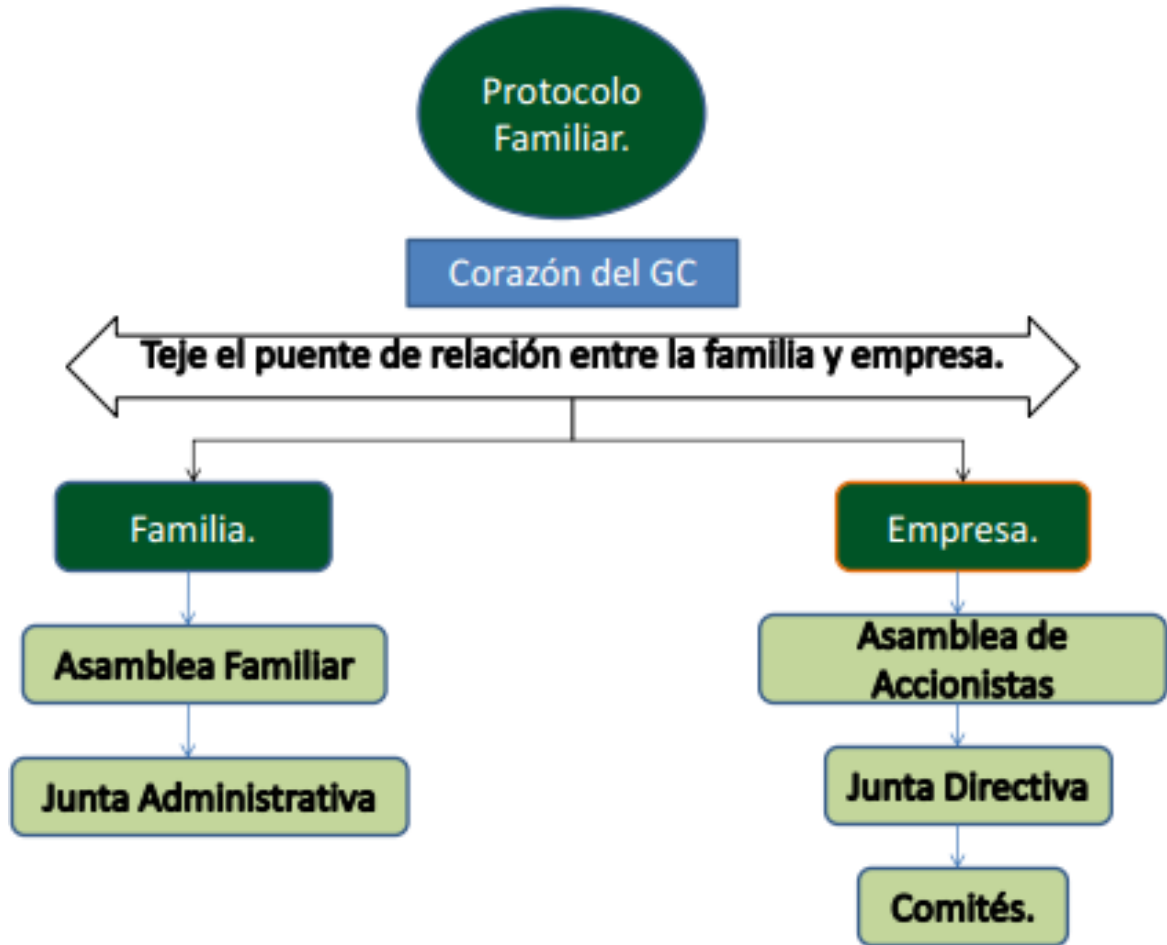 Protocolo
Familiar.
Corazón del GC
Teje el puente de relación entre la familia y empresa.
Familia.
Empresa.
Asamblea Familiar
Asamblea de
Accionistas
Junta Administrativa
Junta Directiva
Comités.